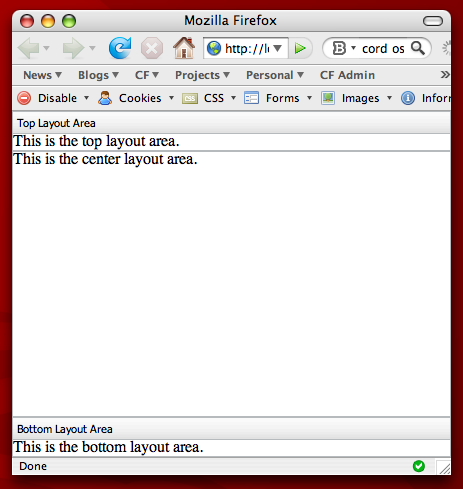 Mozilla Firefox
http://l B cord os
News Blogs CF Projects Personal CF Admin »
Disable Cookies CSS Forms Images Infor
Top Layout Area
This is the top layout area.
This is the center layout area.
Bottom Layout Area
This is the bottom layout area.
Done